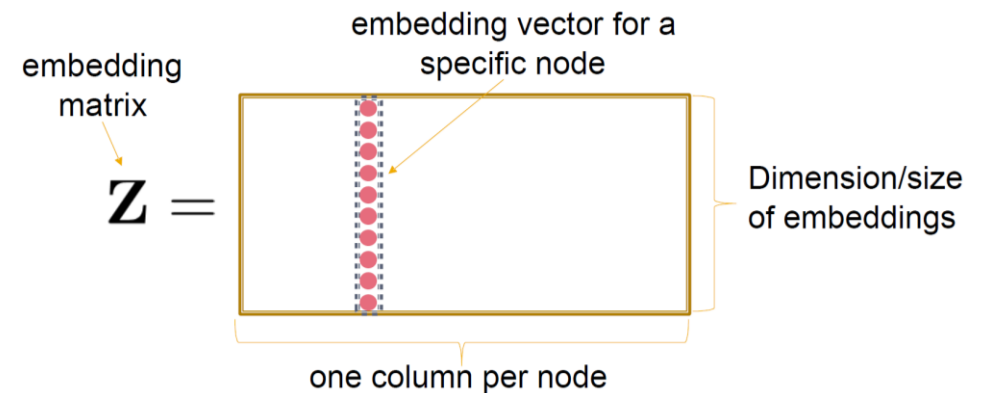 embedding vector for a
specific node
embedding
matrix
Z =
Dimension/size
of embeddings
one column per node